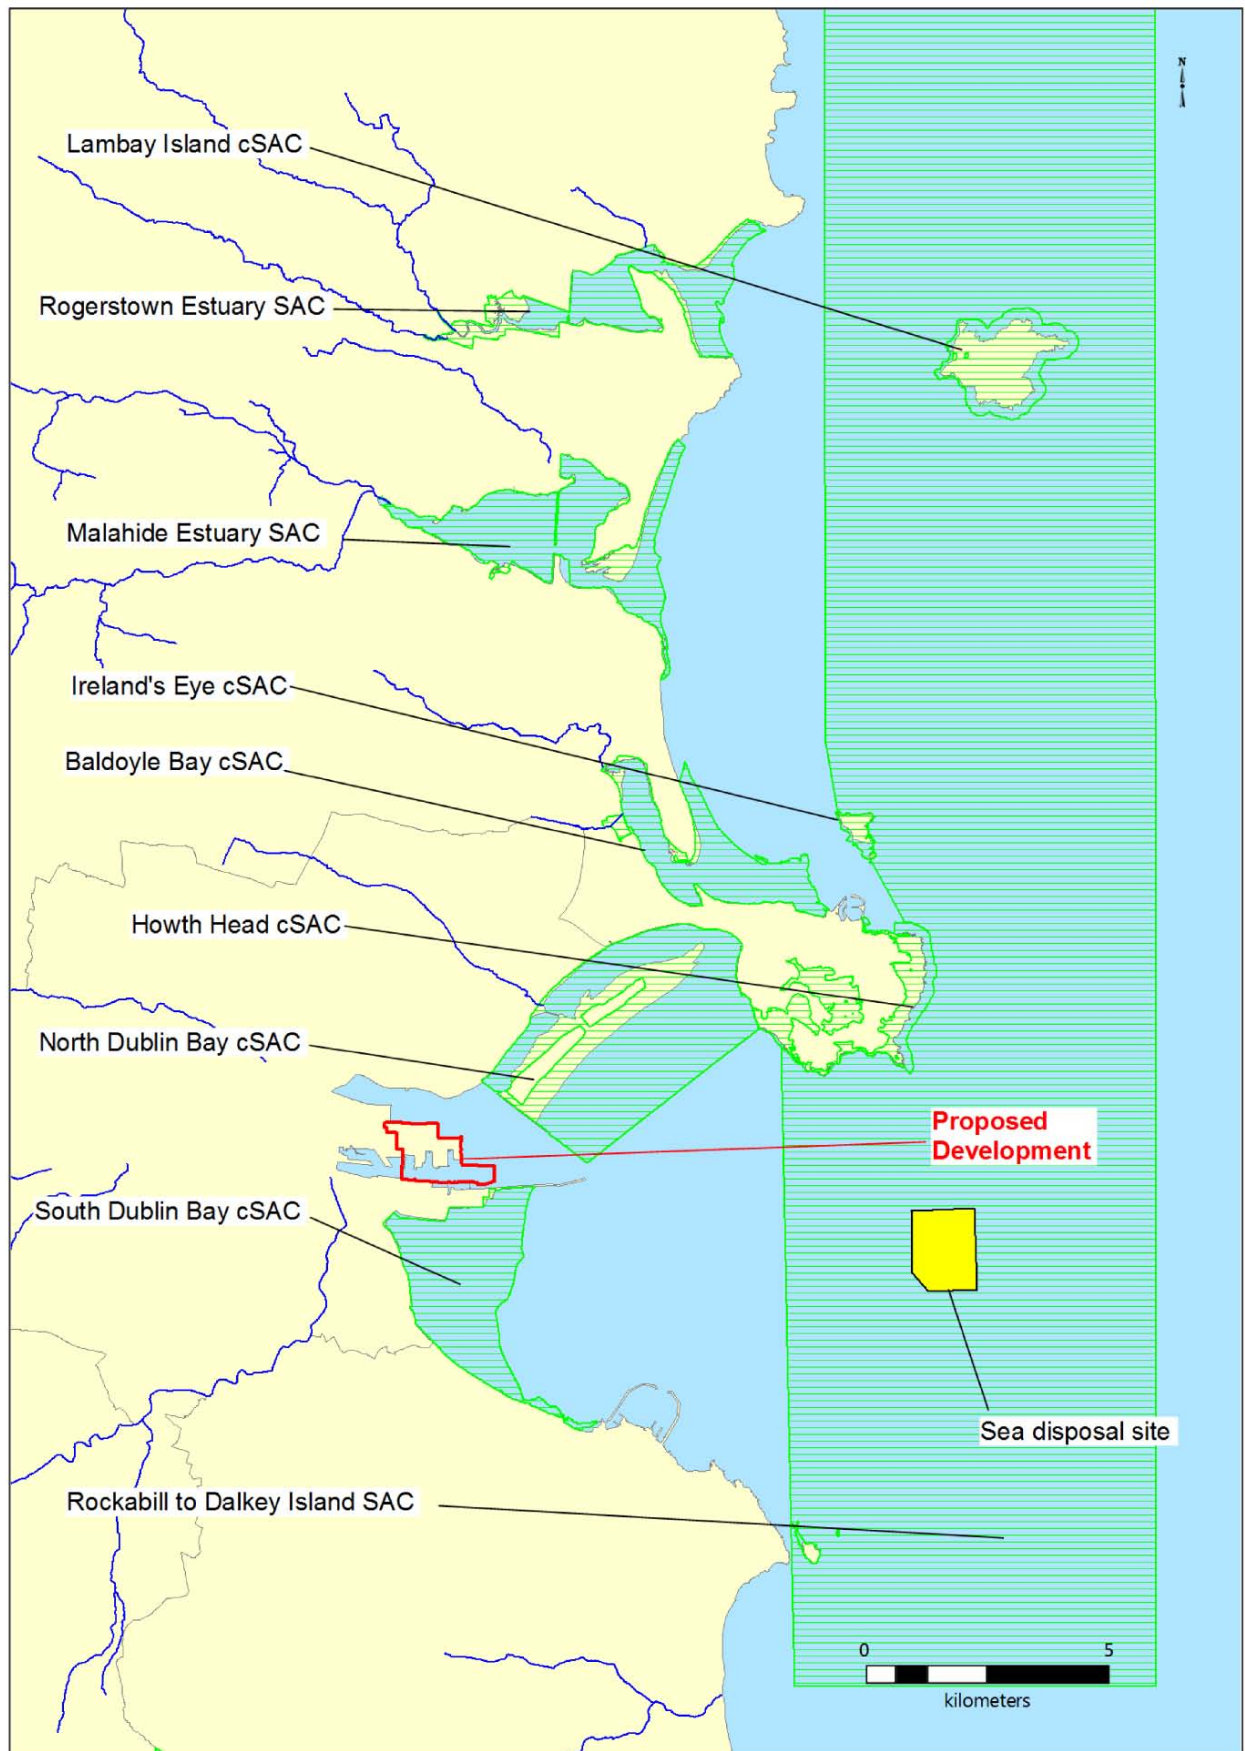 N
Lambay Island cSAC
Rogerstown Estuary SAC
Malahide Estuary SAC
Ireland's Eye cSAC
Baldoyle Bay cSAC
Howth Head cSAC
North Dublin Bay cSAC
Proposed
Development
South Dublin Bay cSAC
Sea disposal site
Rockabill to Dalkey Island SAC
0 5
kilometers